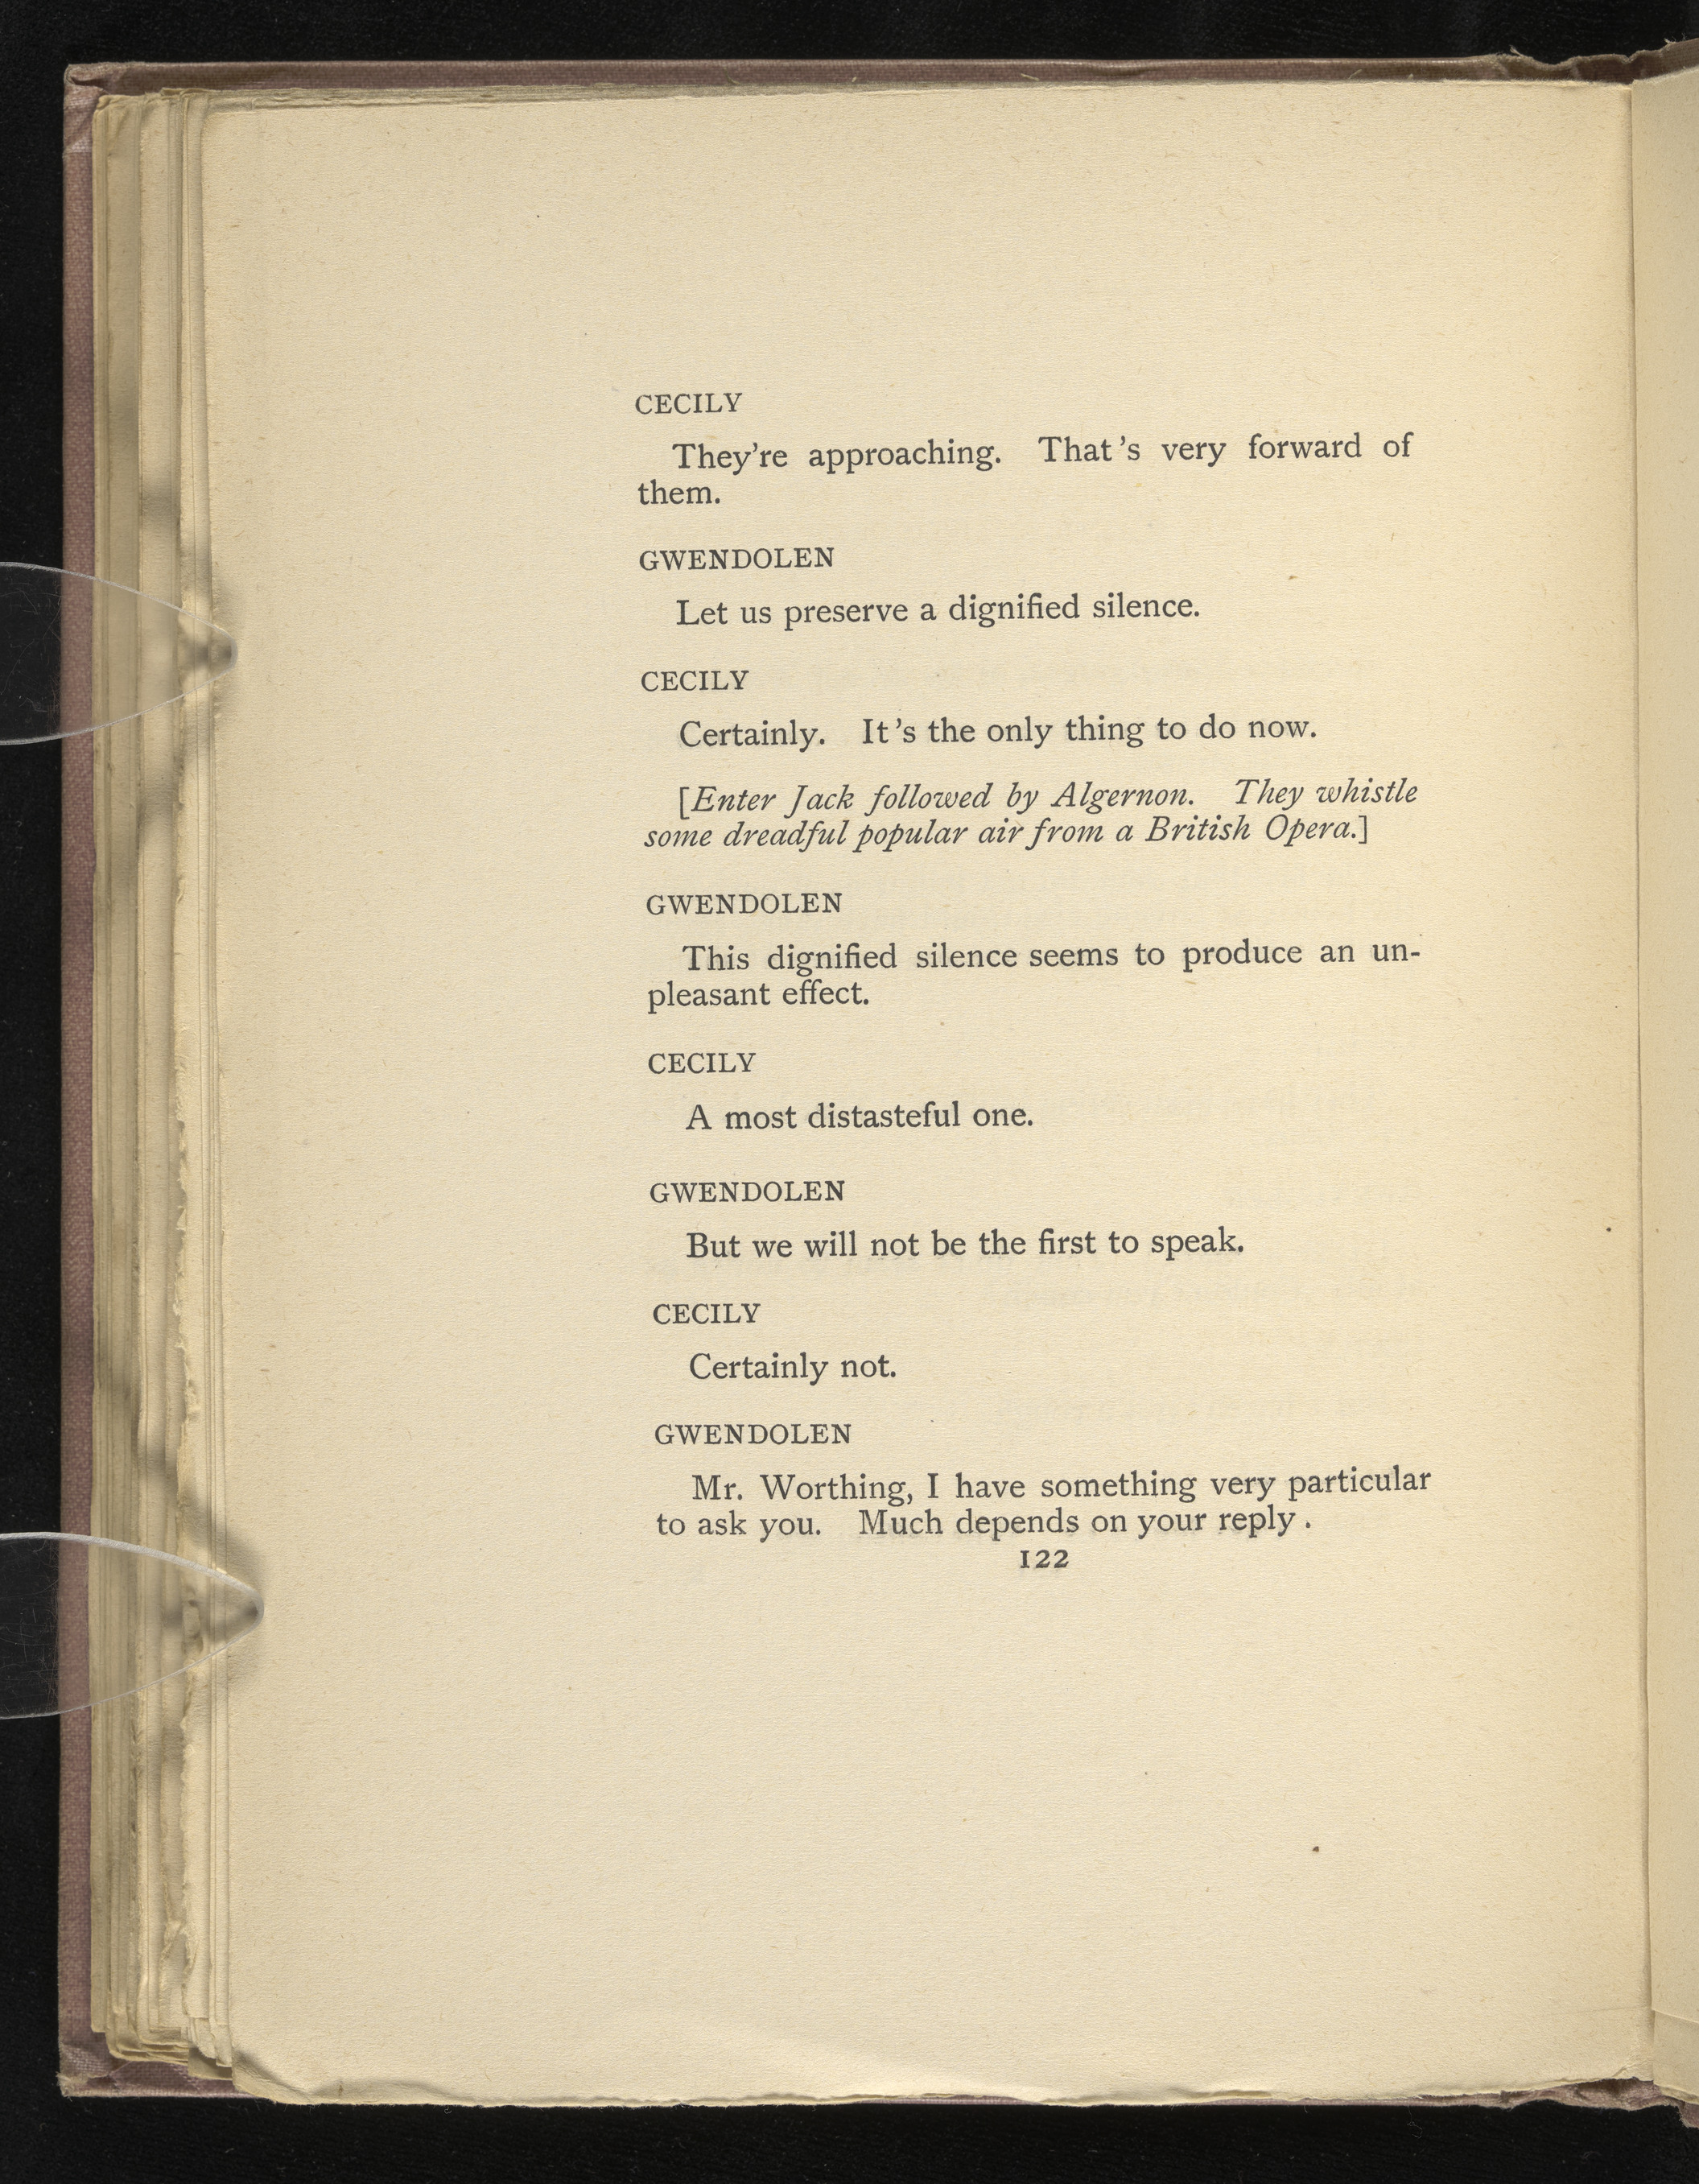 CECILY
They're approaching. That's very forward of
them.
GWENDOLEN
Let us preserve a dignified silence.
CECILY
Certainly. It's the only thing to do now.
[Enter Jack followed by Algernon. They whistle
some dreadful popular air from a British Opera.]
GWENDOLEN
This dignified silence seems to produce an un-
pleasant effect.
CECILY
A most distasteful one.
GWENDOLEN
But we will not be the first to speak.
CECILY
Certainly not.
GWENDOLEN
Mr. Worthing, I have something very particular
to ask you. Much depends on your reply .
122